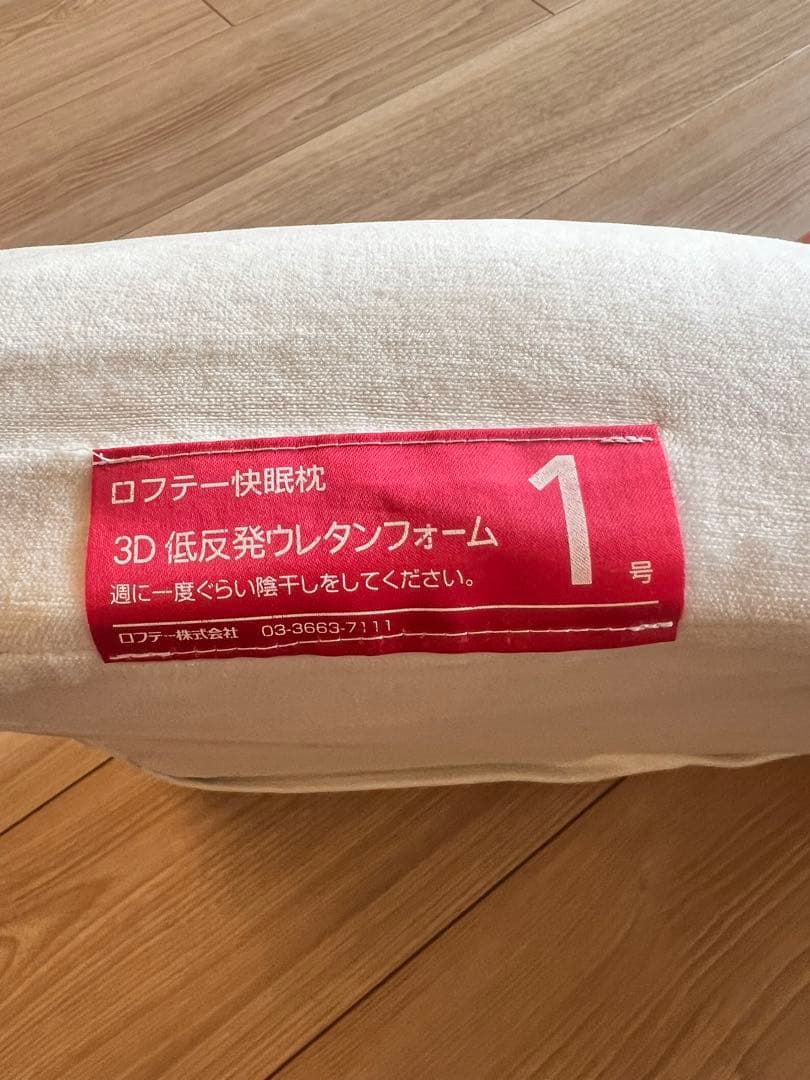 ロフテー快眠枕
3D 低反発ウレタンフォーム
週に一度ぐらい陰干しをしてください。
1号
ロフテー株式会社 03-3663-7111